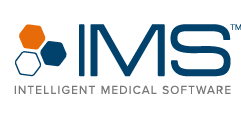 IMS™
INTELLIGENT MEDICAL SOFTWARE